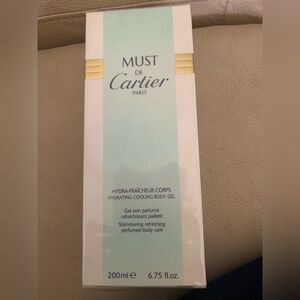 MUST
DE
Cartier
PARIS
HYDRA-FRAÎCHEUR CORPS
HYDRATING COOLING BODY GEL
Gel-soin parfumé
rafraîchissant pailleté
Shimmering refreshing
perfumed body care
200ml e 6.75 fl.oz.